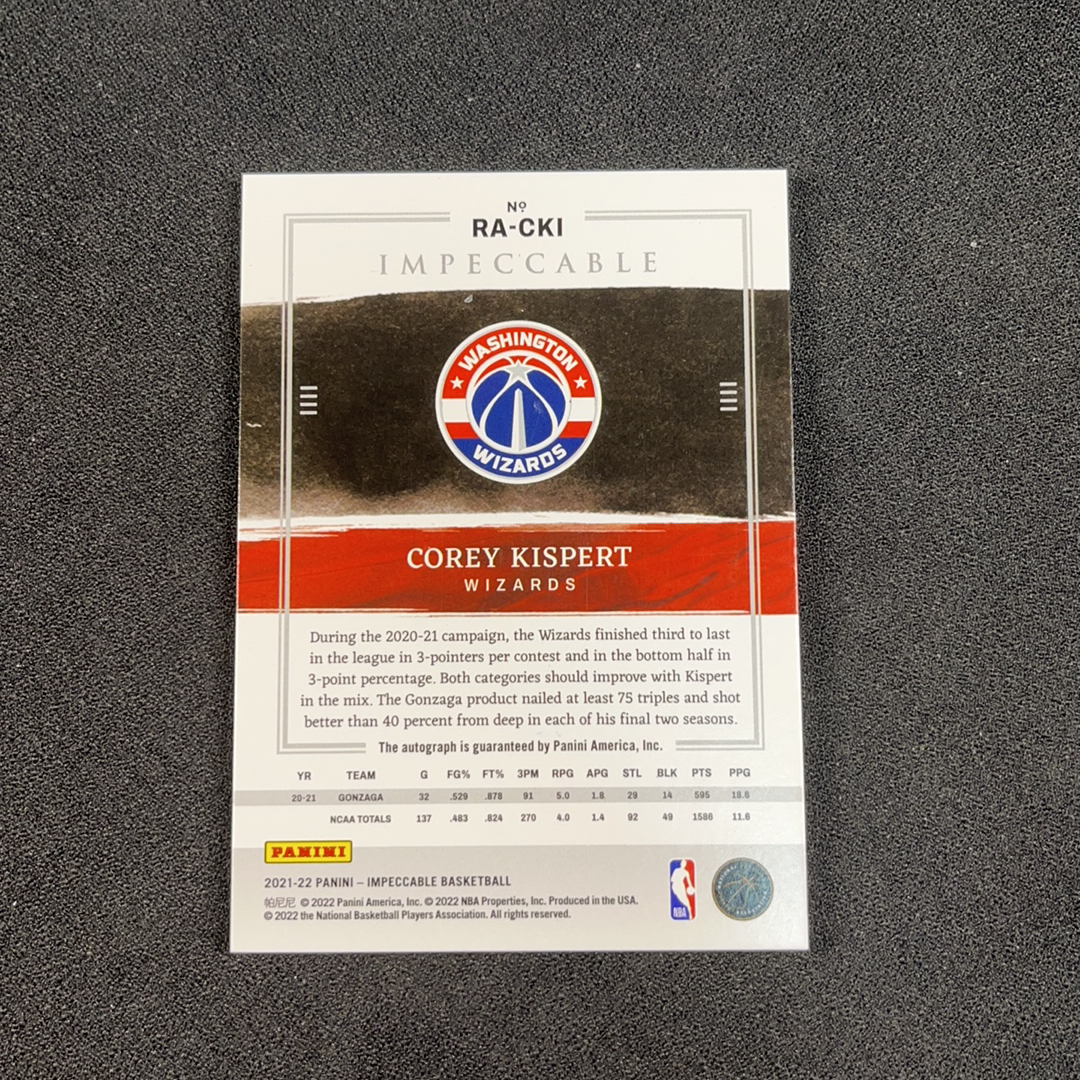 Nº
RA-CKI
IMPECCABLE
WASHINGTON
WIZARDS
COREY KISPERT
WIZARDS
During the 2020-21 campaign, the Wizards finished third to last
in the league in 3-pointers per contest and in the bottom half in
3-point percentage. Both categories should improve with Kispert
in the mix. The Gonzaga product nailed at least 75 triples and shot
better than 40 percent from deep in each of his final two seasons.
The autograph is guaranteed by Panini America, Inc.
YR TEAM G FG% FT% 3PM RPG APG STL BLK PTS PPG
20-21 GONZAGA 32 .529 .878 91 5.0 1.8 29 14 595 18.6
NCAA TOTALS 137 .483 .824 270 4.0 1.4 92 49 1586 11.6
PANINI
2021-22 PANINI – IMPECCABLE BASKETBALL
帕尼尼 © 2022 Panini America, Inc. © 2022 NBA Properties, Inc. Produced in the USA.
© 2022 the National Basketball Players Association. All rights reserved.
NBA